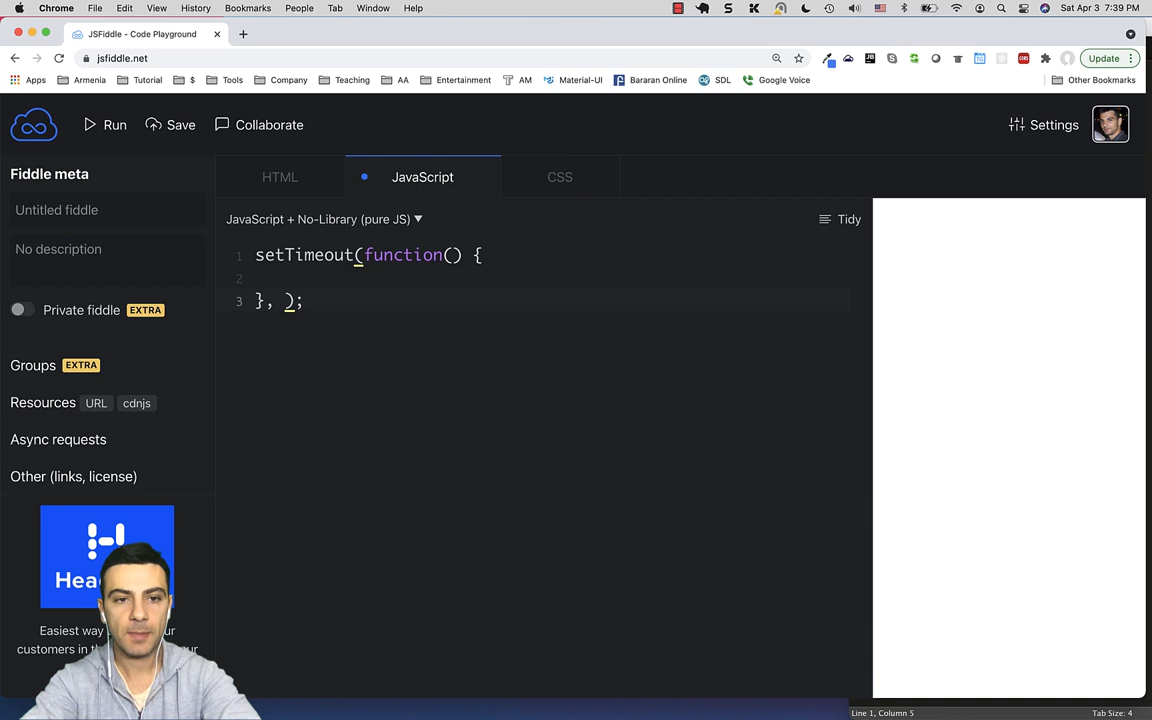 Chrome File Edit View History Bookmarks People Tab Window Help Sat Apr 3 7:39 PM
JSFiddle - Code Playground
jsfiddle.net Update
Apps Armenia Tutorial $ Tools Company Teaching AA Entertainment AM Material-UI Bararan Online SDL Google Voice Other Bookmarks
Run Save Collaborate Settings
Fiddle meta
HTML JavaScript CSS
Untitled fiddle
JavaScript + No-Library (pure JS) Tidy
No description
1 setTimeout(function() {
2
3 }, );
Private fiddle EXTRA
Groups EXTRA
Resources URL cdnjs
Async requests
Other (links, license)
Hea
Easiest way ur
customers in th ur
Line 1, Column 5 Tab Size: 4